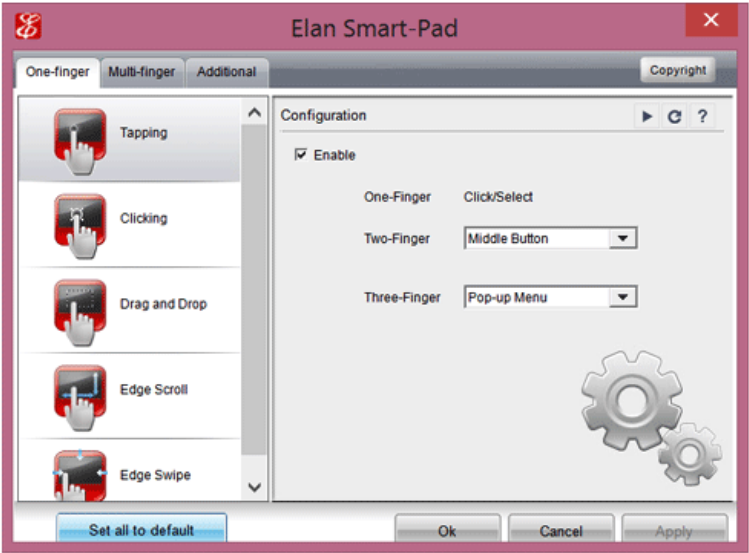 Elan Smart-Pad
One-finger Multi-finger Additional Copyright
Tapping
Clicking
Drag and Drop
Edge Scroll
Edge Swipe
Configuration ?
Enable
One-Finger Click/Select
Two-Finger Middle Button
Three-Finger Pop-up Menu
Set all to default Ok Cancel Apply